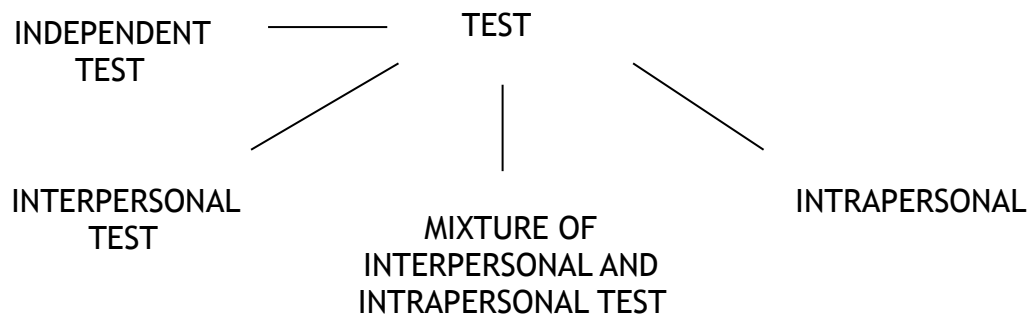 TEST
INDEPENDENT
TEST
INTERPERSONAL
TEST
MIXTURE OF
INTERPERSONAL AND
INTRAPERSONAL TEST
INTRAPERSONAL